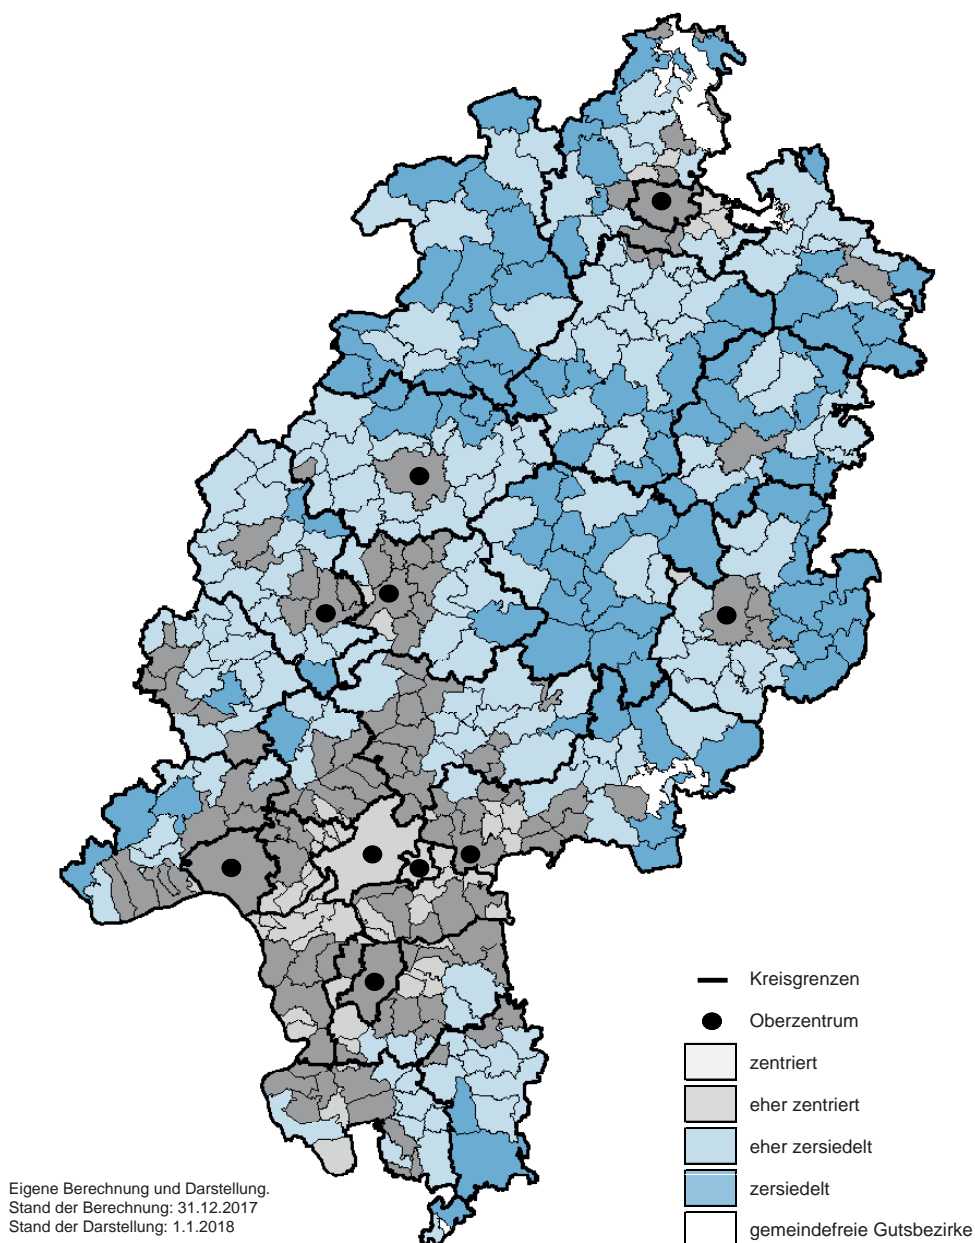 Kreisgrenzen
Oberzentrum
zentriert
eher zentriert
eher zersiedelt
zersiedelt
gemeindefreie Gutsbezirke
Eigene Berechnung und Darstellung.
Stand der Berechnung: 31.12.2017
Stand der Darstellung: 1.1.2018